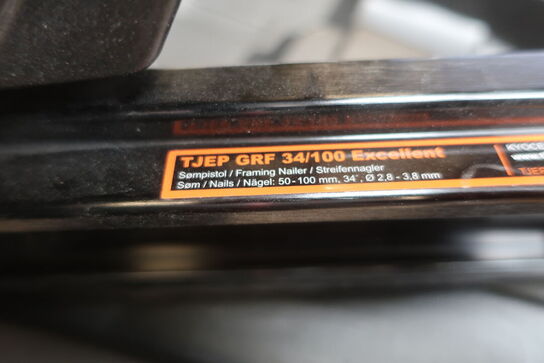 TJEP GRF 34/100 Excellent
Sømpistol / Framing Nailer / Streifennagler
Søm / Nails / Nägel: 50-100 mm, 34°, Ø 2,8 - 3,8 mm